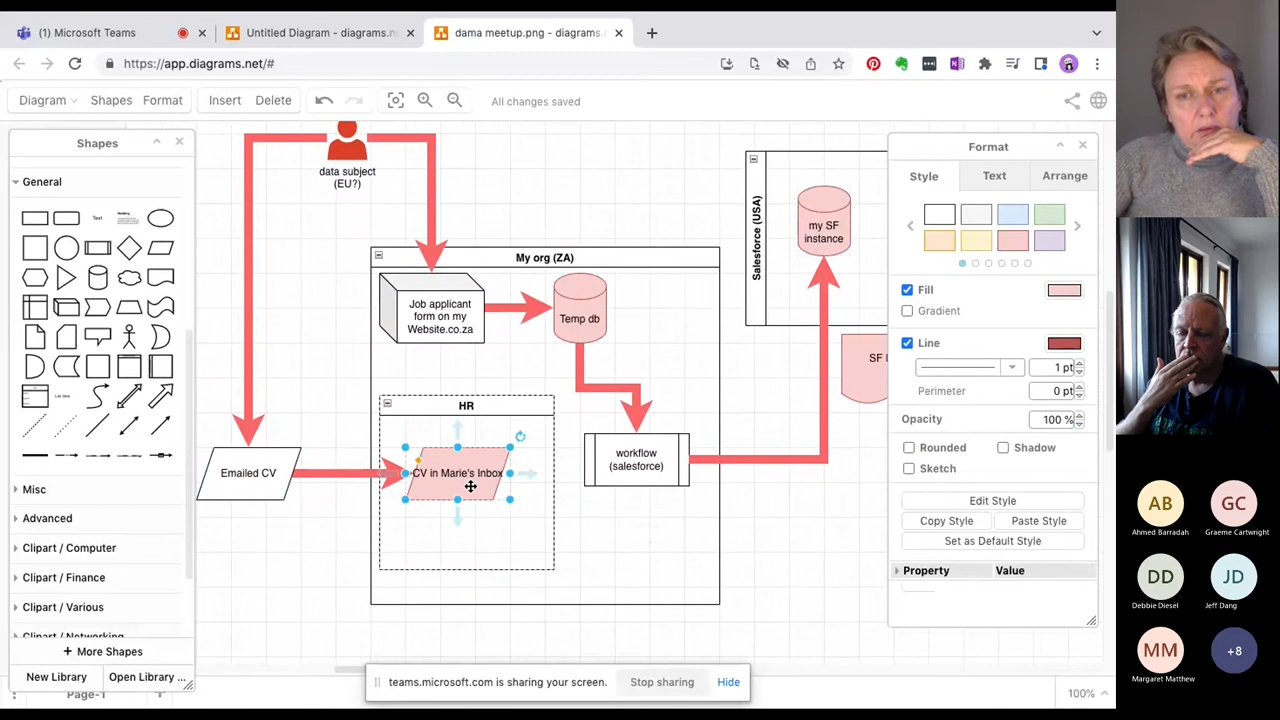 (1) Microsoft Teams
Untitled Diagram - diagrams.n
dama meetup.png - diagrams.
https://app.diagrams.net/#
Diagram
Shapes
Format
Insert
Delete
All changes saved
Shapes
General
Text
Heading
List Item
Misc
Advanced
Clipart / Computer
Clipart / Finance
Clipart / Various
Clipart / Networking
+ More Shapes
New Library
Open Library ...
Page-1
data subject
(EU?)
My org (ZA)
Job applicant
form on my
Website.co.za
Temp db
HR
Emailed CV
CV in Marie's Inbox
workflow
(salesforce)
Salesforce (USA)
my SF
instance
SF
Format
Style
Text
Arrange
Fill
Gradient
Line
1 pt
Perimeter
0 pt
Opacity
100 %
Rounded
Shadow
Sketch
Edit Style
Copy Style
Paste Style
Set as Default Style
Property
Value
teams.microsoft.com is sharing your screen.
Stop sharing
Hide
100%
AB
Ahmed Barradah
GC
Graeme Cartwright
DD
Debbie Diesel
JD
Jeff Dang
MM
Margaret Matthew
+8